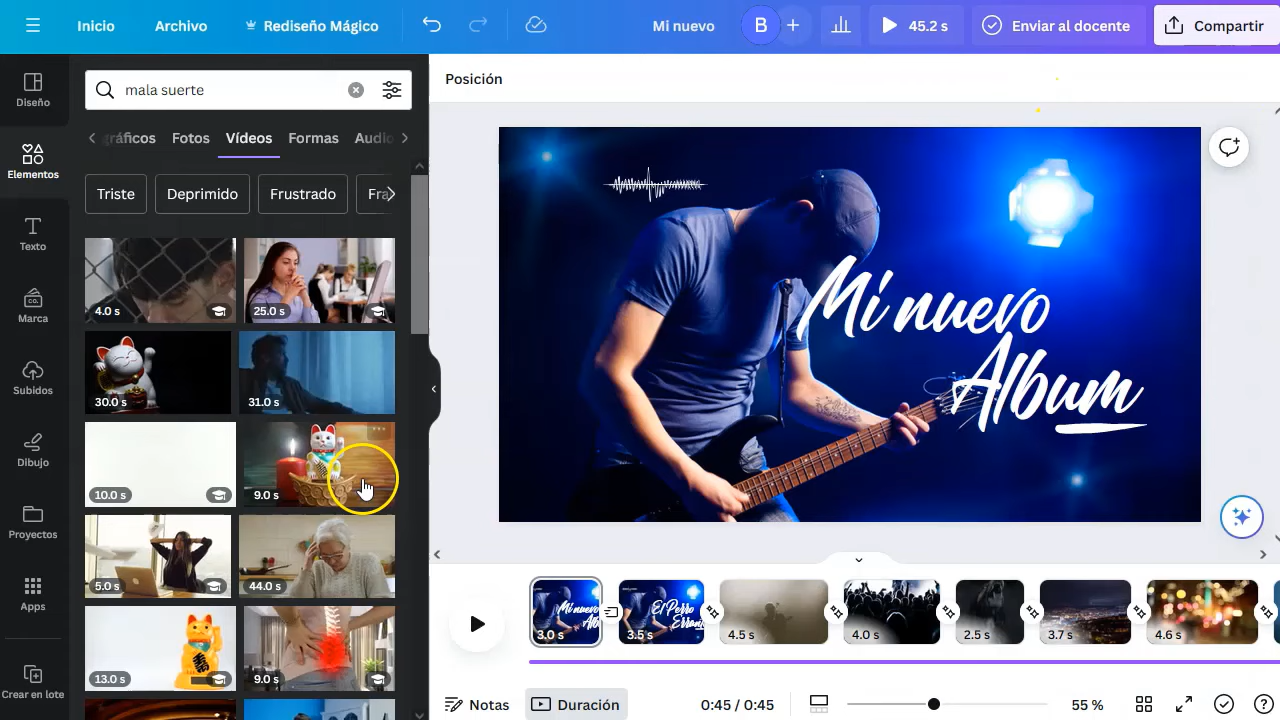 Inicio
Archivo
Rediseño Mágico
Mi nuevo
B
+
45.2 s
Enviar al docente
Compartir
Diseño
Elementos
Texto
CO.
Marca
Subidos
Dibujo
Proyectos
Apps
Crear en lote
mala suerte
gráficos
Fotos
Vídeos
Formas
Audio
Triste
Deprimido
Frustrado
Fra
4.0 s
25.0 s
30.0 s
31.0 s
10.0 s
9.0 s
5.0 s
44.0 s
13.0 s
9.0 s
Posición
Mi nuevo
Album
3.0 s
3.5 s
El Perro
4.5 s
4.0 s
2.5 s
3.7 s
4.6 s
Notas
Duración
0:45 / 0:45
55 %
?